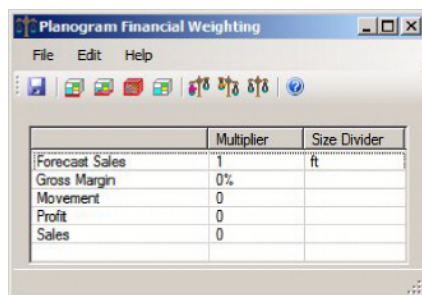 Planogram Financial Weighting
File Edit Help
Multiplier Size Divider
Forecast Sales 1 ft
Gross Margin 0%
Movement 0
Profit 0
Sales 0